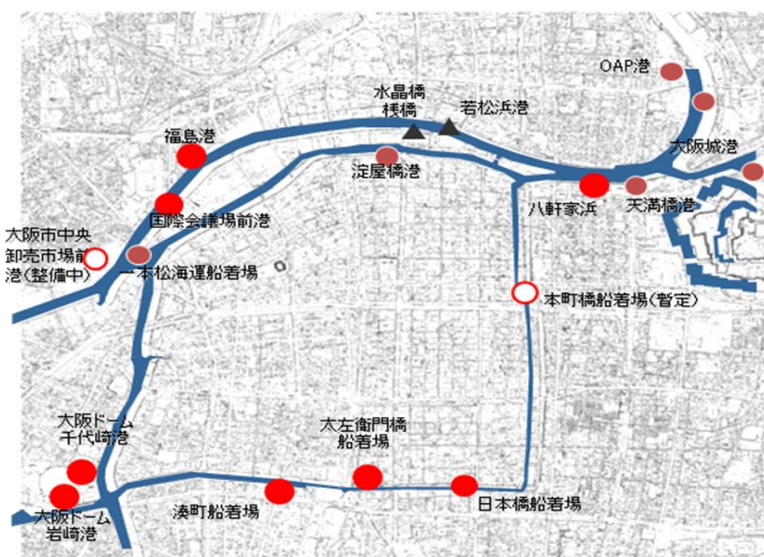 OAP港
水晶橋
桟橋
若松浜港
福島港
大阪城港
淀屋橋港
国際会議場前港
八軒家浜
天満橋港
大阪市中央
卸売市場前
港(整備中)
一本松海運船着場
本町橋船着場(暫定)
大阪ドーム
千代崎港
太左衛門橋
船着場
湊町船着場
日本橋船着場
大阪ドーム
岩崎港